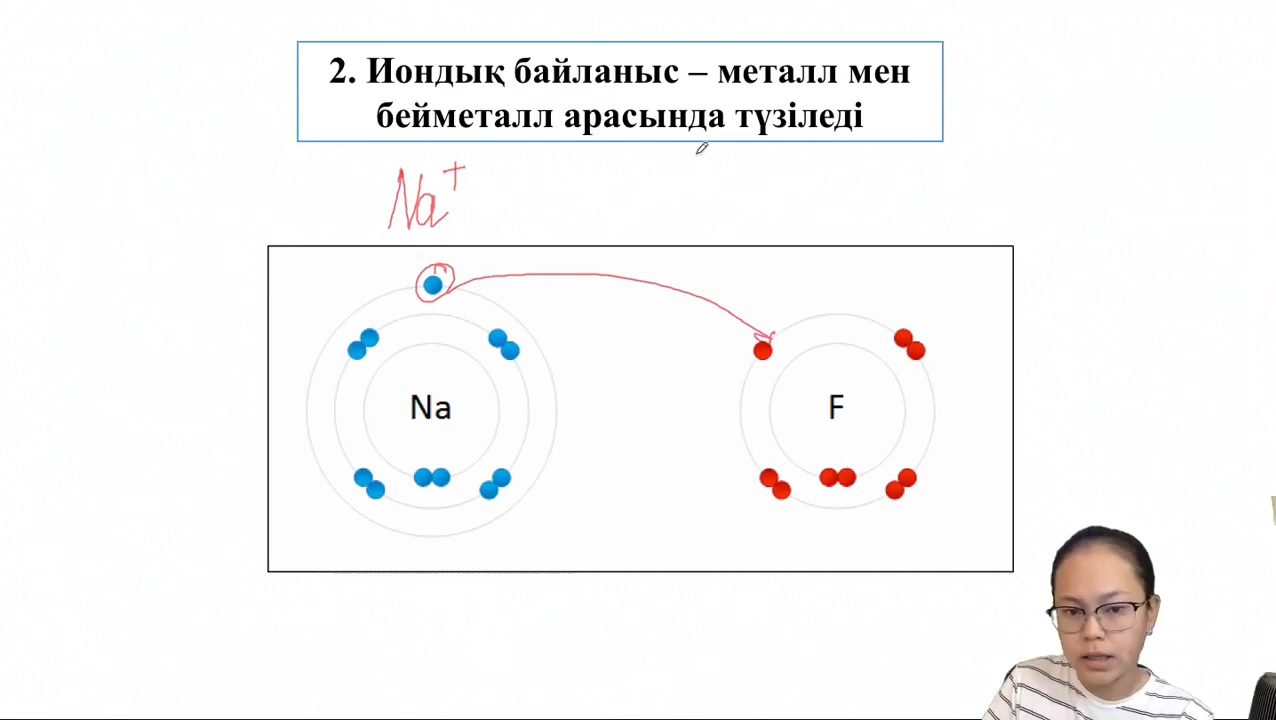 2. Иондық байланыс – металл мен
бейметалл арасында түзіледі
Na⁺
Na
F